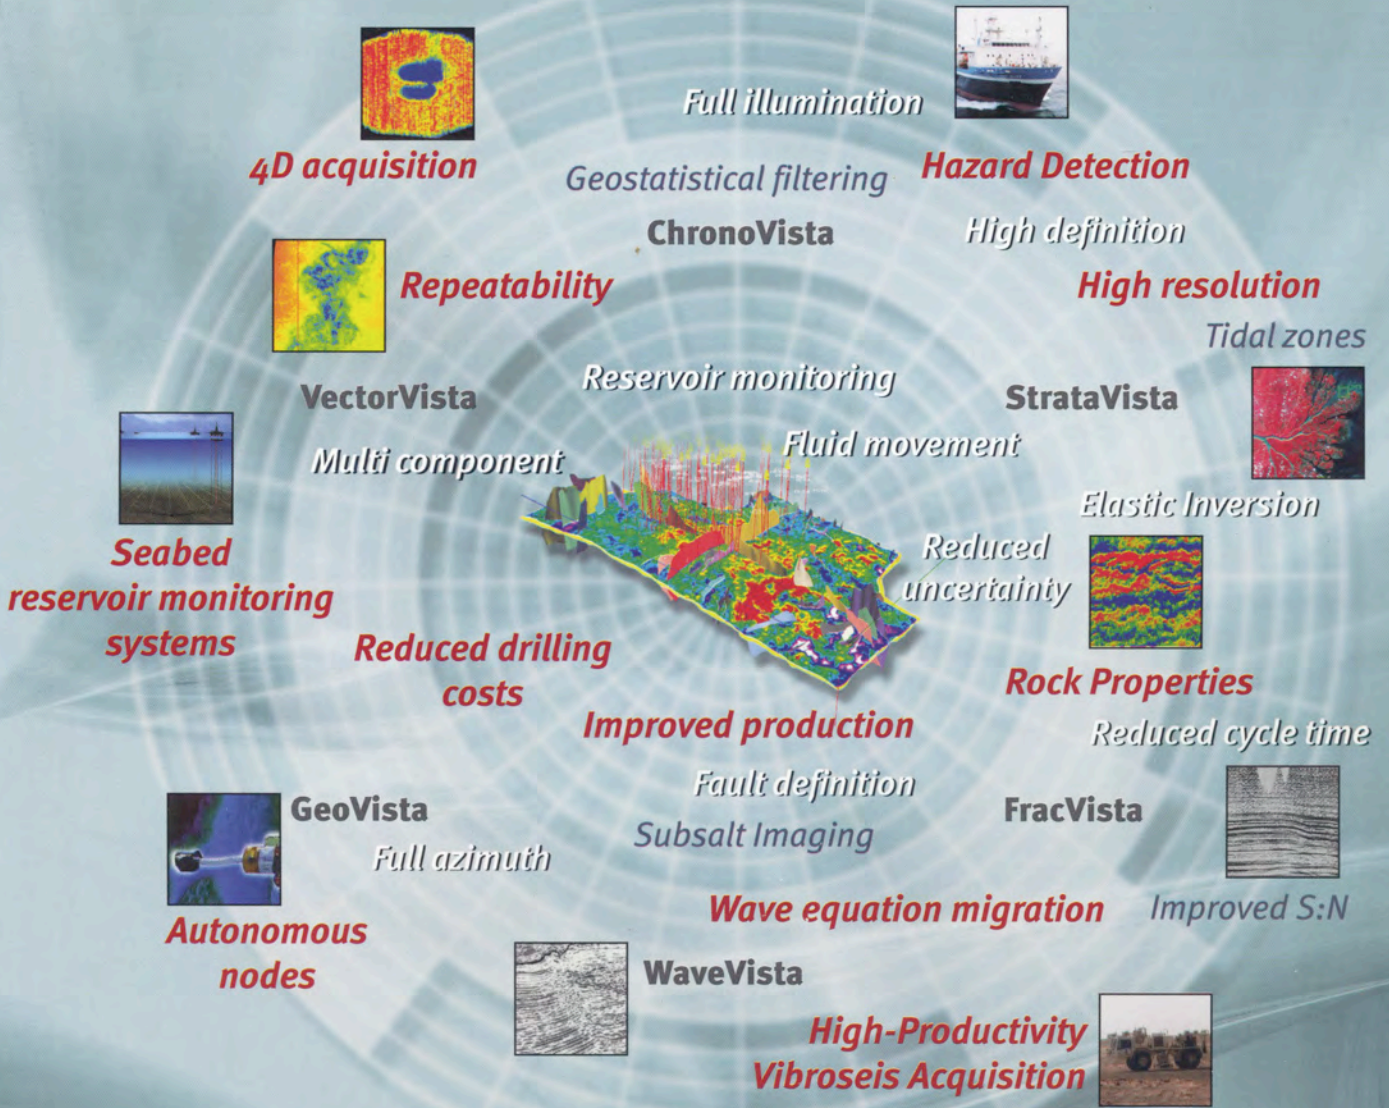 Full illumination
4D acquisition
Geostatistical filtering
Hazard Detection
ChronoVista
High definition
Repeatability
High resolution
Tidal zones
Reservoir monitoring
VectorVista
StrataVista
Fluid movement
Multi component
Elastic Inversion
Reduced
uncertainty
Seabed
reservoir monitoring
systems
Reduced drilling
costs
Rock Properties
Improved production
Reduced cycle time
Fault definition
GeoVista
FracVista
Subsalt Imaging
Full azimuth
Wave equation migration
Improved S:N
Autonomous
nodes
WaveVista
High-Productivity
Vibroseis Acquisition